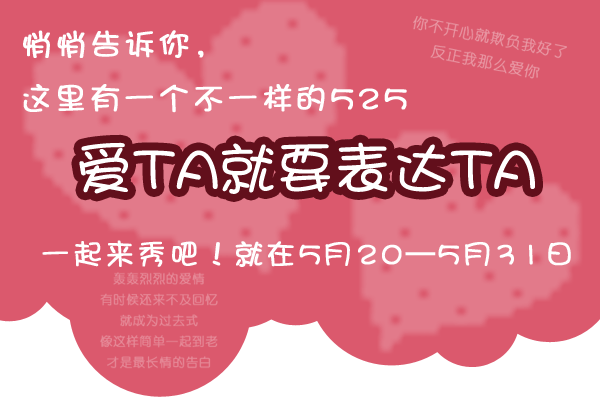 悄悄告诉你，
你不开心就欺负我好了
反正我那么爱你
这里有一个不一样的525
爱TA就要表达TA
一起来秀吧！就在5月20—5月31日
轰轰烈烈的爱情
有时候还来不及回忆
就成为过去式
像这样简单一起到老
才是最长情的告白